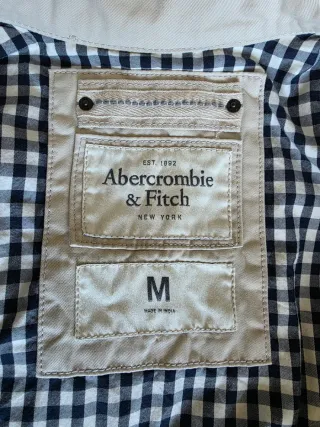 EST. 1892
Abercrombie
& Fitch
NEW YORK
M
MADE IN INDIA